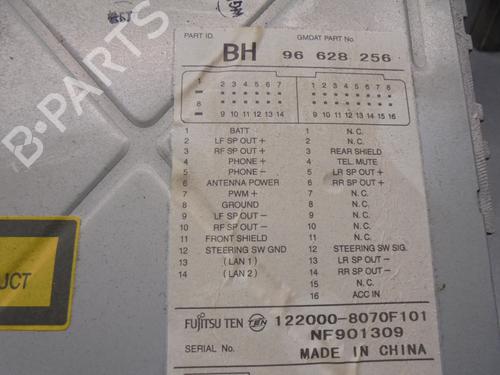 PART ID. GMDAT PART No.
BH 96 628 256
1 2 3 4 5 6 7 1 2 3 4 5 6 7 8
8 9 10 11 12 13 14 9 10 11 12 13 14 15 16
1 BATT 1 N.C.
2 LF SP OUT + 2 N.C.
3 RF SP OUT + 3 REAR SHIELD
4 PHONE + 4 TEL MUTE
5 PHONE − 5 LR SP OUT +
6 ANTENNA POWER 6 RR SP OUT +
7 PWM + 7 N.C.
8 GROUND 8 N.C.
9 LF SP OUT − 9 N.C.
10 RF SP OUT − 10 N.C.
11 FRONT SHIELD 11 N.C.
12 STEERING SW GND 12 STEERING SW SIG.
13 (LAN 1) 13 LR SP OUT −
14 (LAN 2) 14 RR SP OUT −
15 N.C.
16 ACC IN
UCT
FUJITSU TEN TEN 122000-8070F101
NF901309
SERIAL No. MADE IN CHINA
B-PARTS